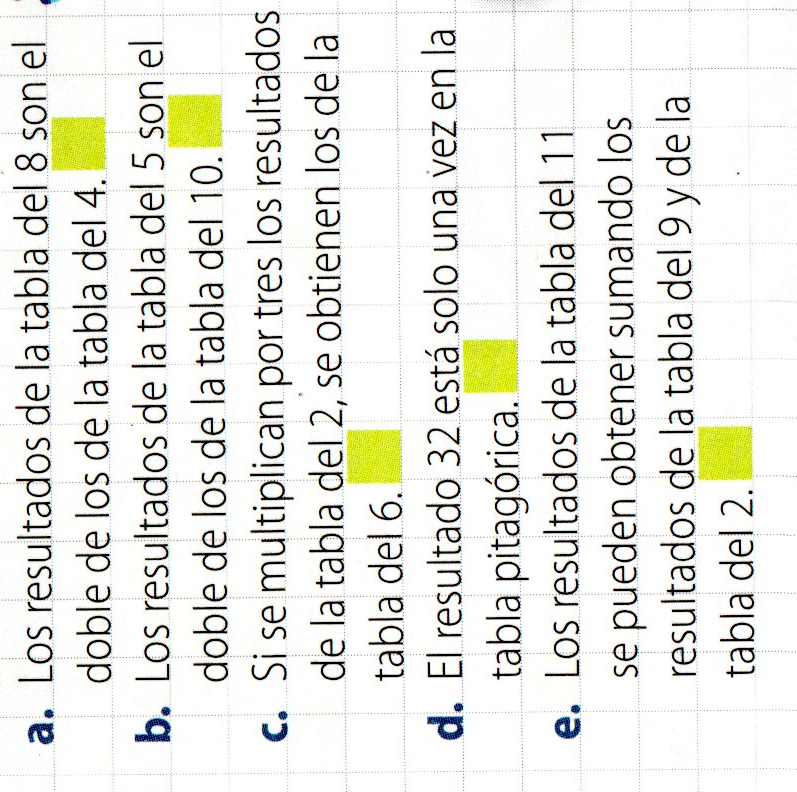 a. Los resultados de la tabla del 8 son el
doble de los de la tabla del 4.
b. Los resultados de la tabla del 5 son el
doble de los de la tabla del 10.
c. Si se multiplican por tres los resultados
de la tabla del 2, se obtienen los de la
tabla del 6.
d. El resultado 32 está solo una vez en la
tabla pitagórica.
e. Los resultados de la tabla del 11
se pueden obtener sumando los
resultados de la tabla del 9 y de la
tabla del 2.